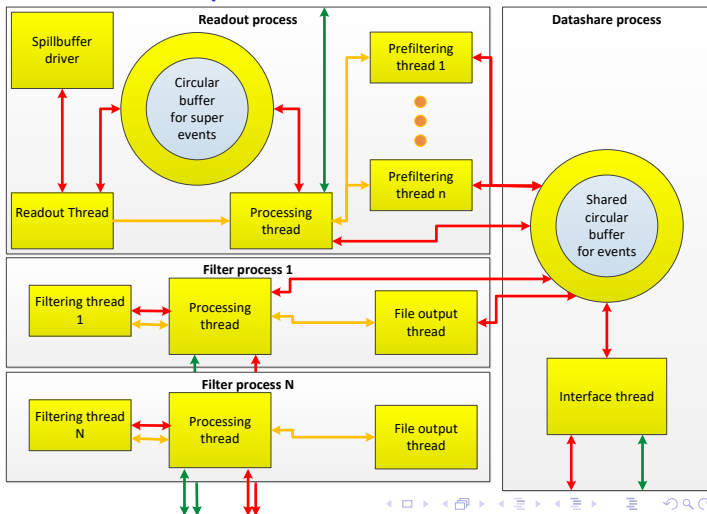 Readout process
Datashare process
Spillbuffer
driver
Circular
buffer
for super
events
Prefiltering
thread 1
Prefiltering
thread n
Readout Thread
Processing
thread
Shared
circular
buffer
for events
Filter process 1
Filtering thread
1
Processing
thread
File output
thread
Interface thread
Filter process N
Filtering thread
N
Processing
thread
File output
thread